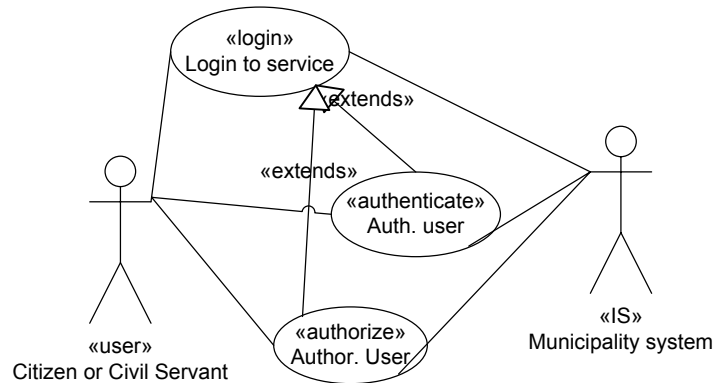 «login»
Login to service
«extends»
«extends»
«authenticate»
Auth. user
«authorize»
Author. User
«user»
Citizen or Civil Servant
«IS»
Municipality system